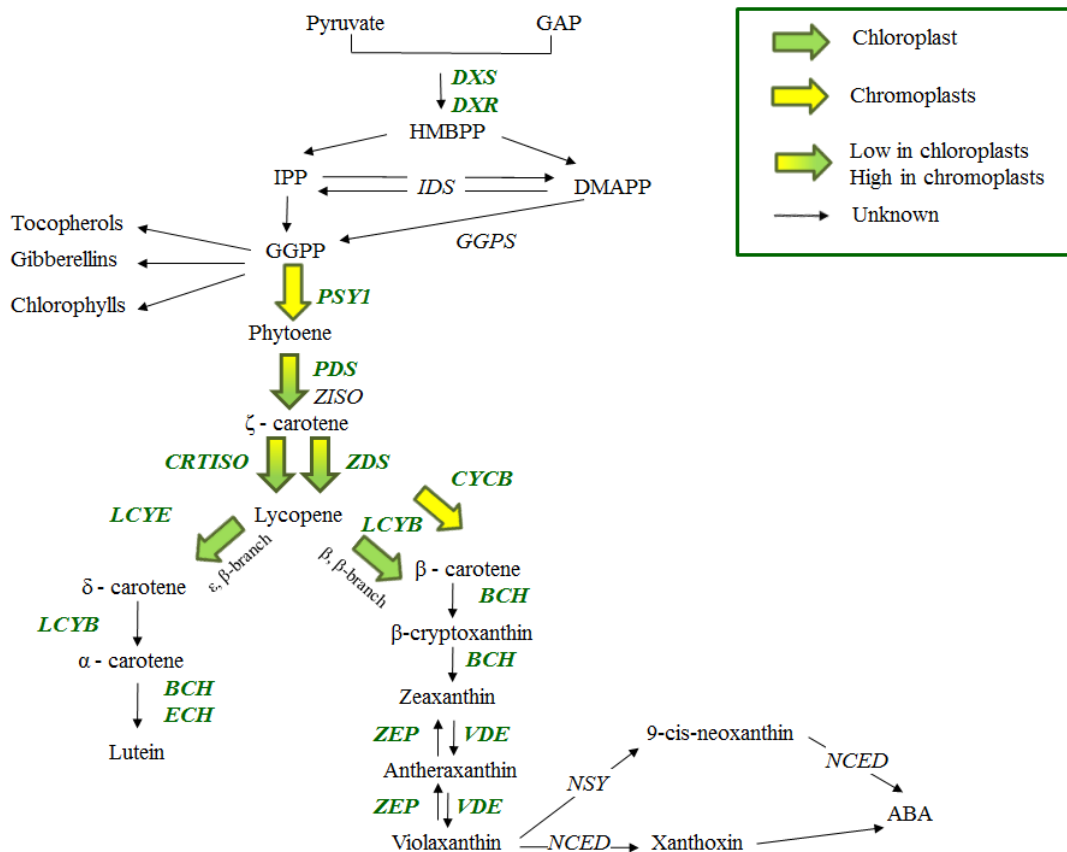 Pyruvate
GAP
DXS
DXR
HMBPP
IPP
IDS
DMAPP
GGPS
Tocopherols
Gibberellins
Chlorophylls
GGPP
PSY1
Phytoene
PDS
ZISO
ζ - carotene
CRTISO
ZDS
CYCB
LCYE
Lycopene
LCYB
ε, β-branch
β, β-branch
δ - carotene
β - carotene
BCH
LCYB
β-cryptoxanthin
α - carotene
BCH
BCH
ECH
Zeaxanthin
Lutein
ZEP
VDE
9-cis-neoxanthin
Antheraxanthin
NSY
NCED
ZEP
VDE
ABA
Violaxanthin
NCED
Xanthoxin
Chloroplast
Chromoplasts
Low in chloroplasts
High in chromoplasts
Unknown